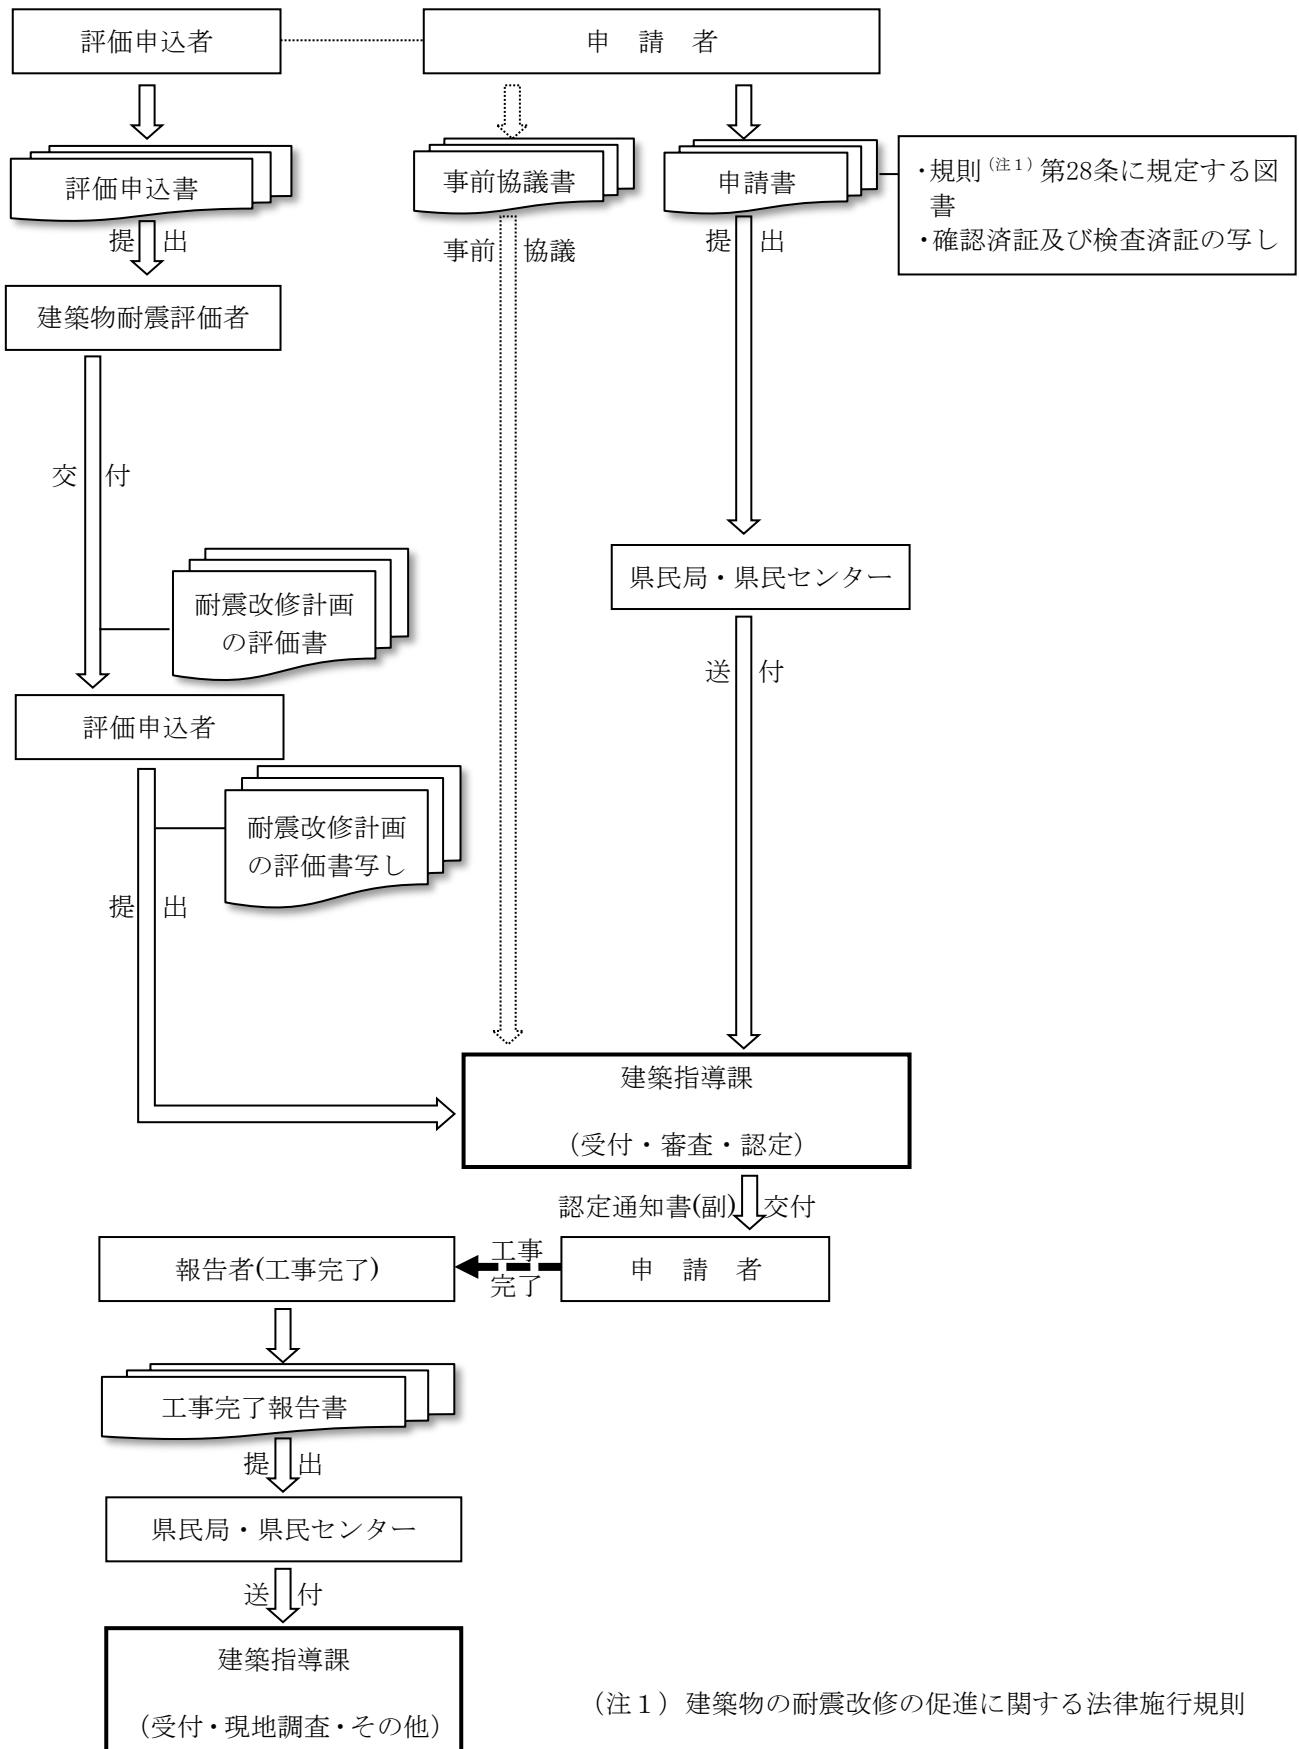 評価申込者
申　請　者
評価申込書
事前協議書
申請書
・規則（注１）第28条に規定する図
書
・確認済証及び検査済証の写し
提出
事前協議
提出
建築物耐震評価者
交付
耐震改修計画
の評価書
県民局・県民センター
送付
評価申込者
耐震改修計画
の評価書写し
提出
建築指導課
（受付・審査・認定）
認定通知書(副)交付
報告者(工事完了)
工事
完了
申　請　者
工事完了報告書
提出
県民局・県民センター
送付
建築指導課
（受付・現地調査・その他）
（注１）建築物の耐震改修の促進に関する法律施行規則